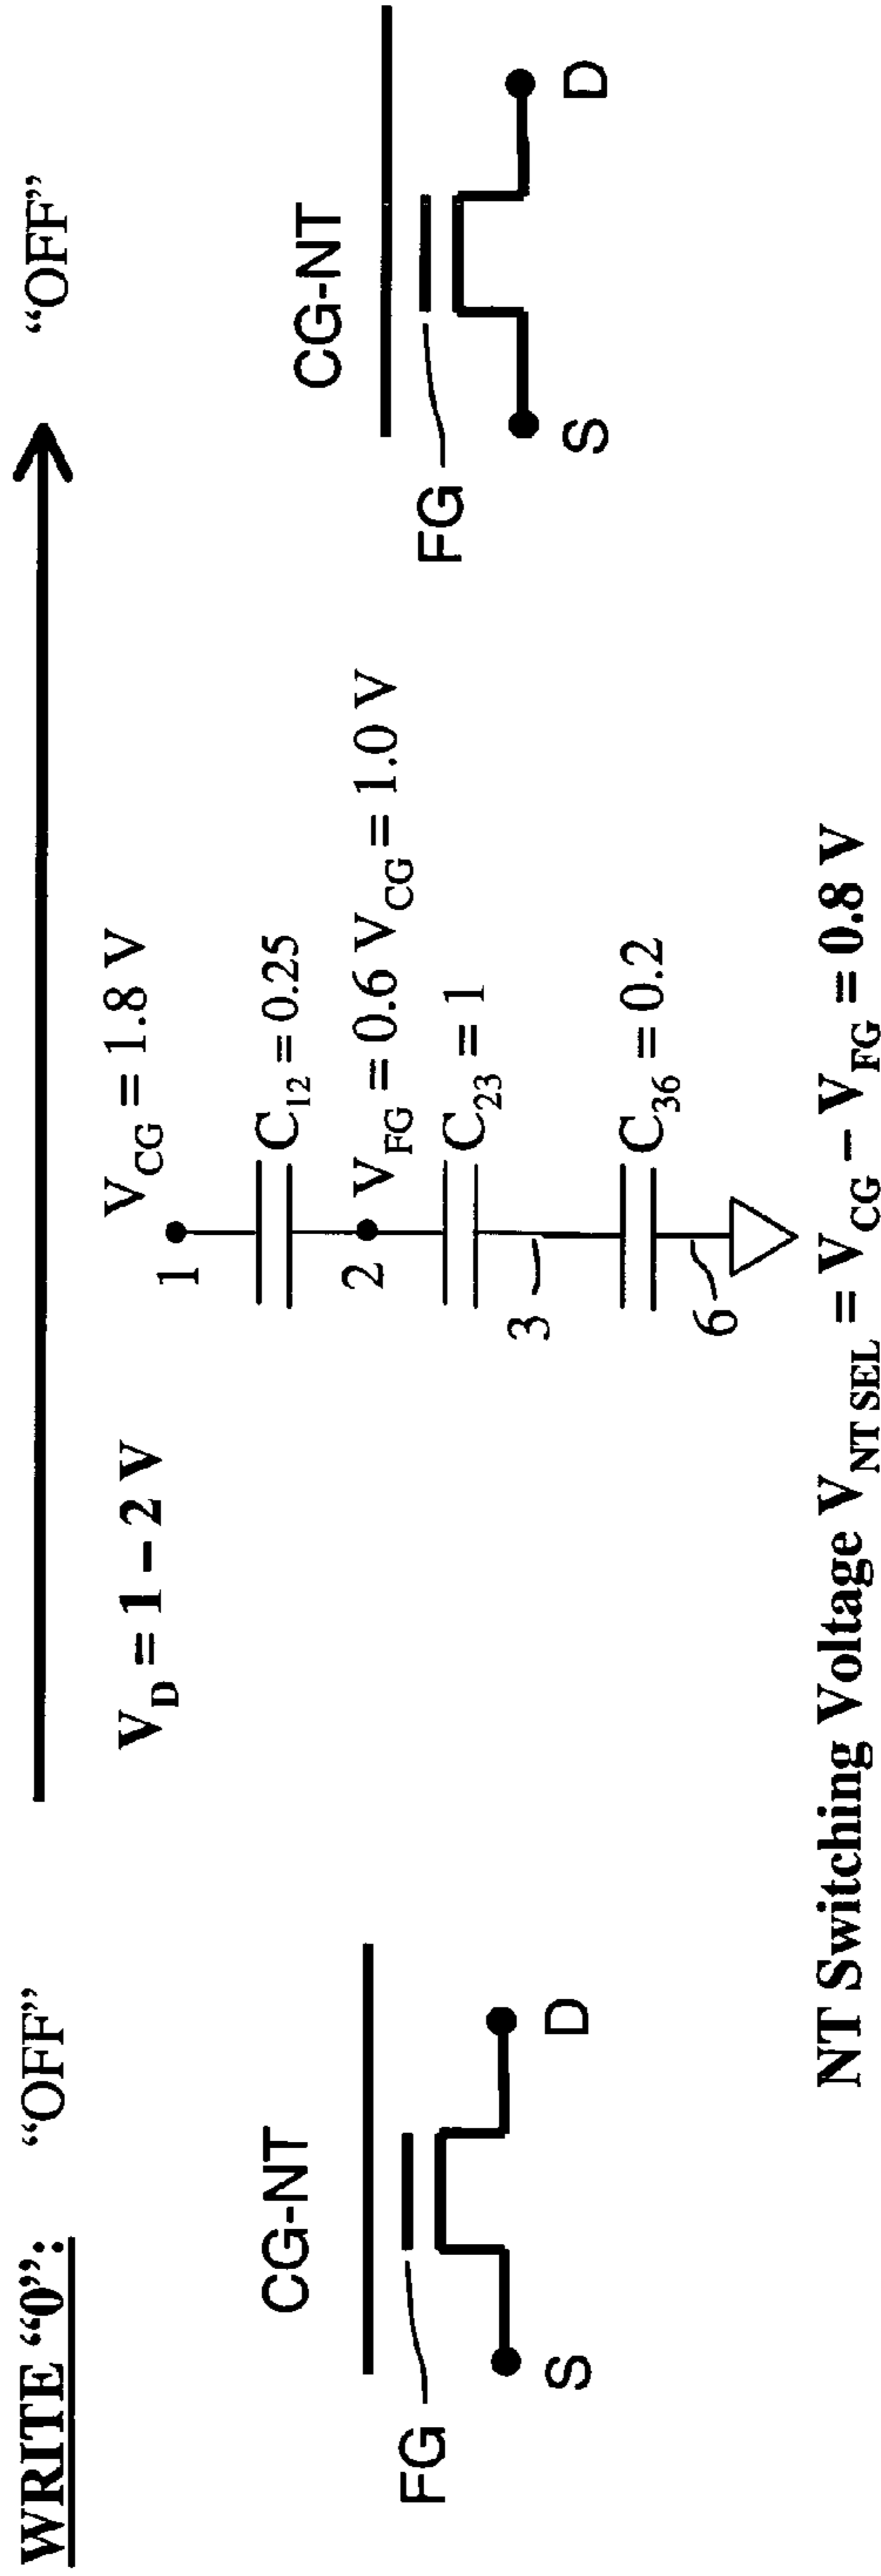 WRITE “0”: “OFF” “OFF”
V_D = 1 – 2 V
V_CG = 1.8 V
1
C_12 = 0.25
2
V_FG = 0.6 V_CG = 1.0 V
C_23 = 1
3
C_36 = 0.2
6
CG-NT
FG
S
D
CG-NT
FG
S
D
NT Switching Voltage V_NT SEL = V_CG – V_FG = 0.8 V